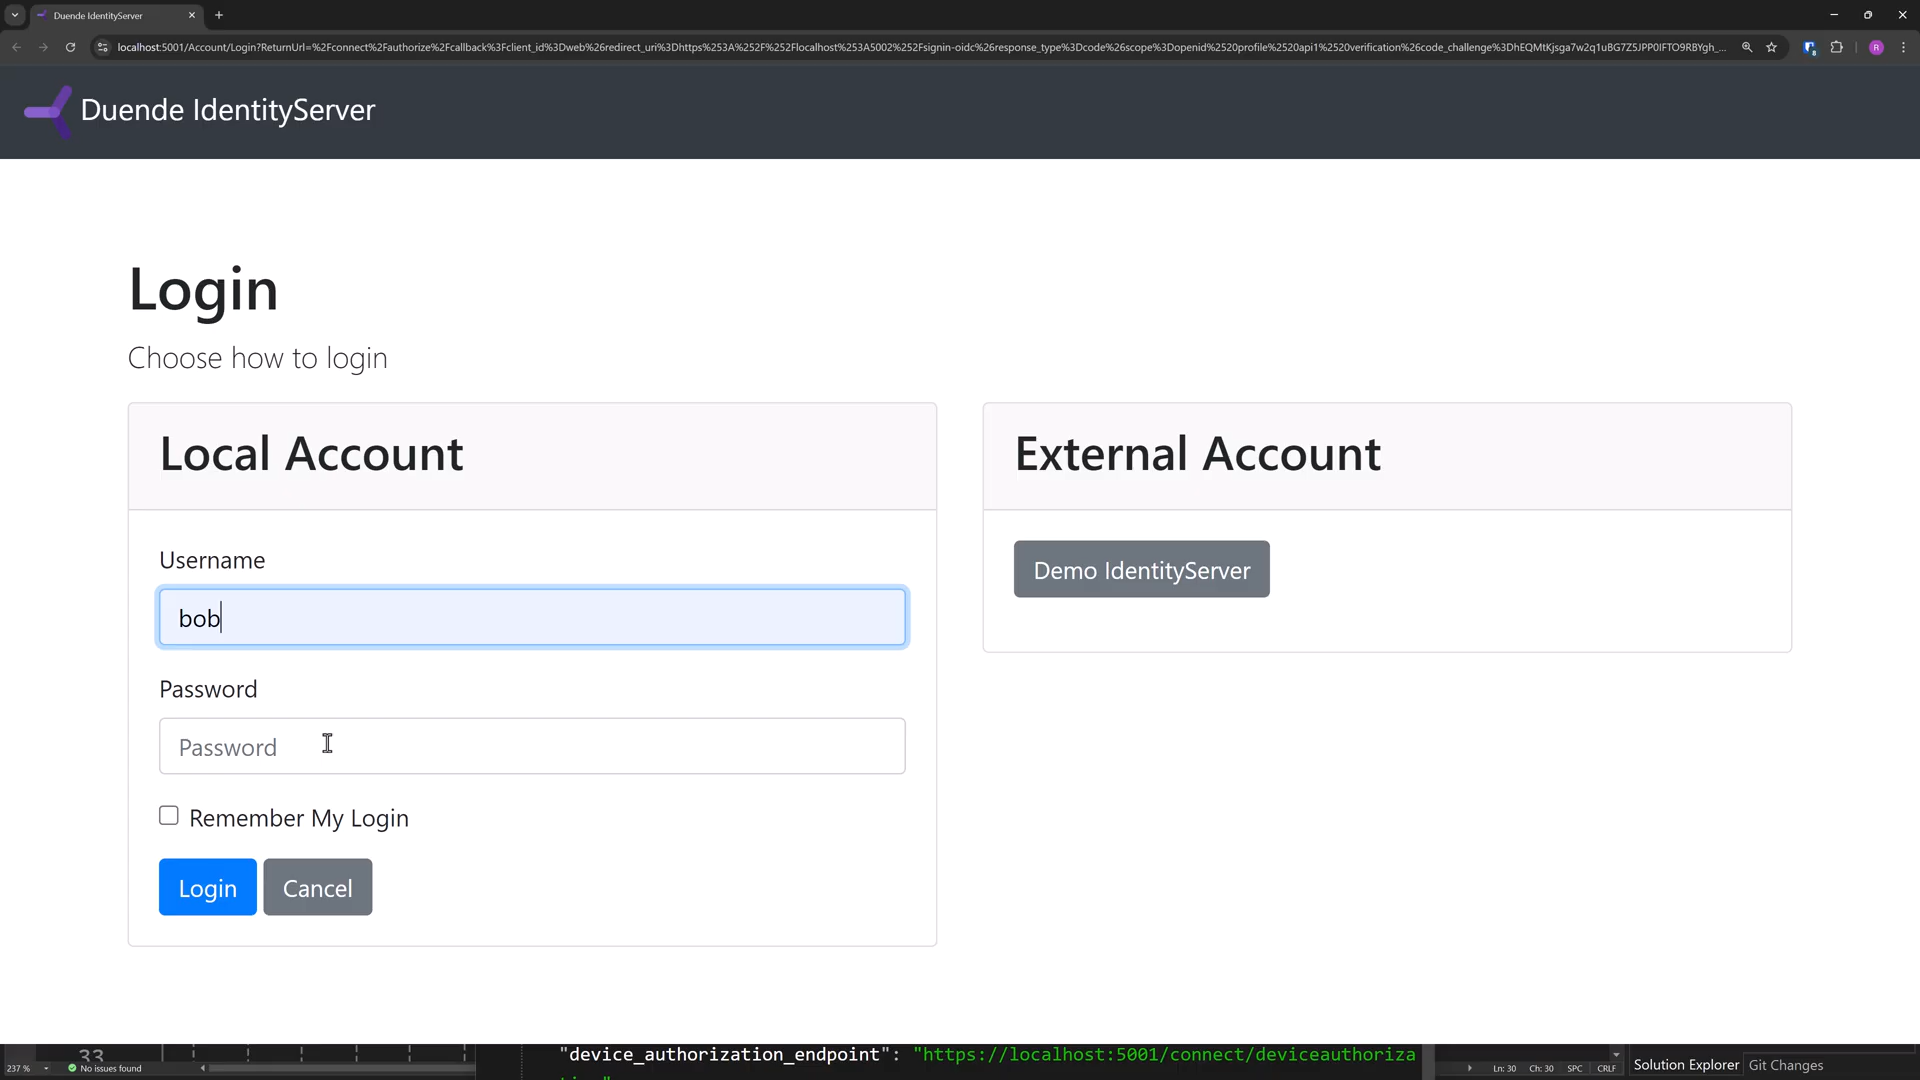 Duende IdentityServer
localhost:5001/Account/Login?ReturnUrl=%2Fconnect%2Fauthorize%2Fcallback%3Fclient_id%3Dweb%26redirect_uri%3Dhttps%253A%252F%252Flocalhost%253A5002%252Fsignin-oidc%26response_type%3Dcode%26scope%3Dopenid%2520profile%2520api1%2520verification%26code_challenge%3DhEQMtKjsga7w2q1uBG7Z5JPP0IFTO9RBYgh_...
R
Duende IdentityServer
Login
Choose how to login
Local Account
Username
bob
Password
Password
Remember My Login
Login Cancel
External Account
Demo IdentityServer
33
"device_authorization_endpoint": "https://localhost:5001/connect/deviceauthoriza
237 % No issues found Ln: 30 Ch: 30 SPC CRLF
Solution Explorer Git Changes